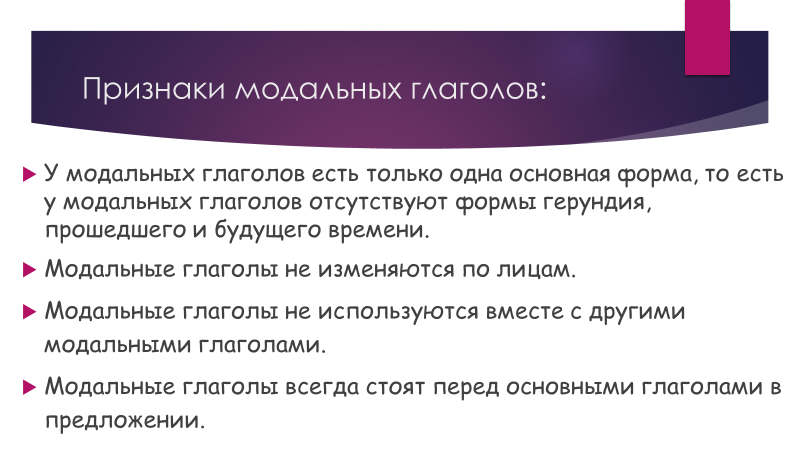 Признаки модальных глаголов:
У модальных глаголов есть только одна основная форма, то есть
у модальных глаголов отсутствуют формы герундия,
прошедшего и будущего времени.
Модальные глаголы не изменяются по лицам.
Модальные глаголы не используются вместе с другими
модальными глаголами.
Модальные глаголы всегда стоят перед основными глаголами в
предложении.